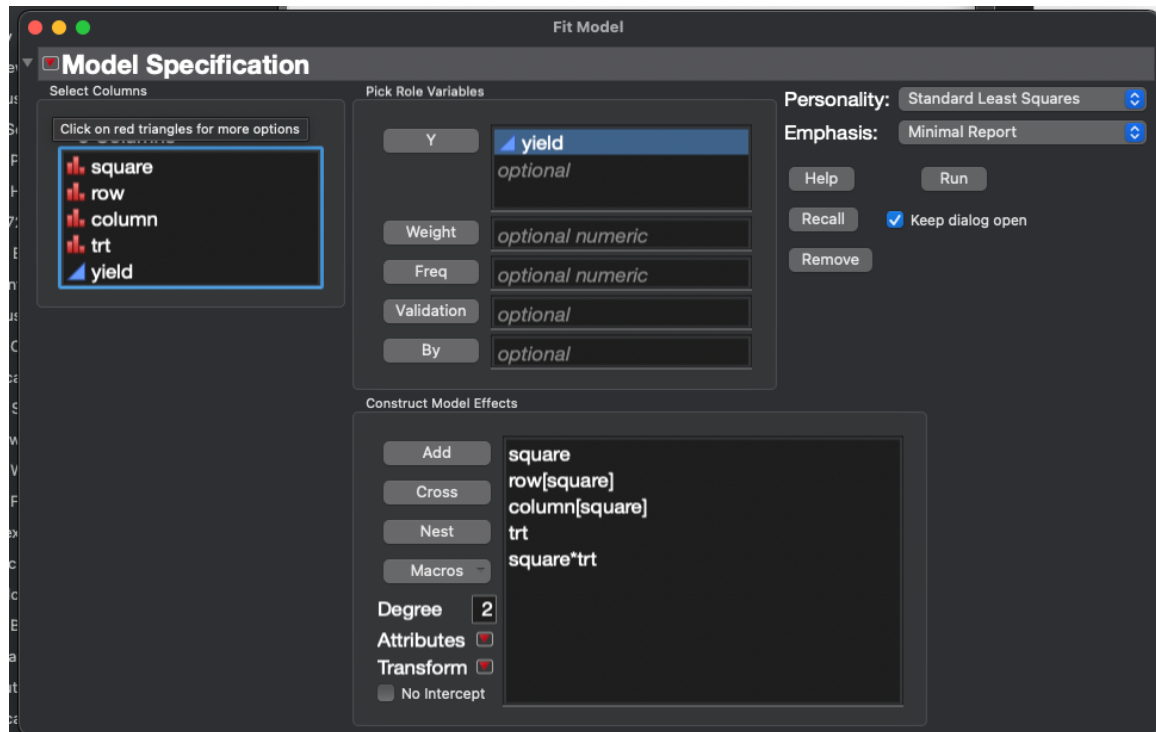 Fit Model
Model Specification
Select Columns
Click on red triangles for more options
square
row
column
trt
yield
Pick Role Variables
Y
yield
optional
Weight
optional numeric
Freq
optional numeric
Validation
optional
By
optional
Personality:
Standard Least Squares
Emphasis:
Minimal Report
Help
Run
Recall
Keep dialog open
Remove
Construct Model Effects
Add
Cross
Nest
Macros
Degree 2
Attributes
Transform
No Intercept
square
row[square]
column[square]
trt
square*trt